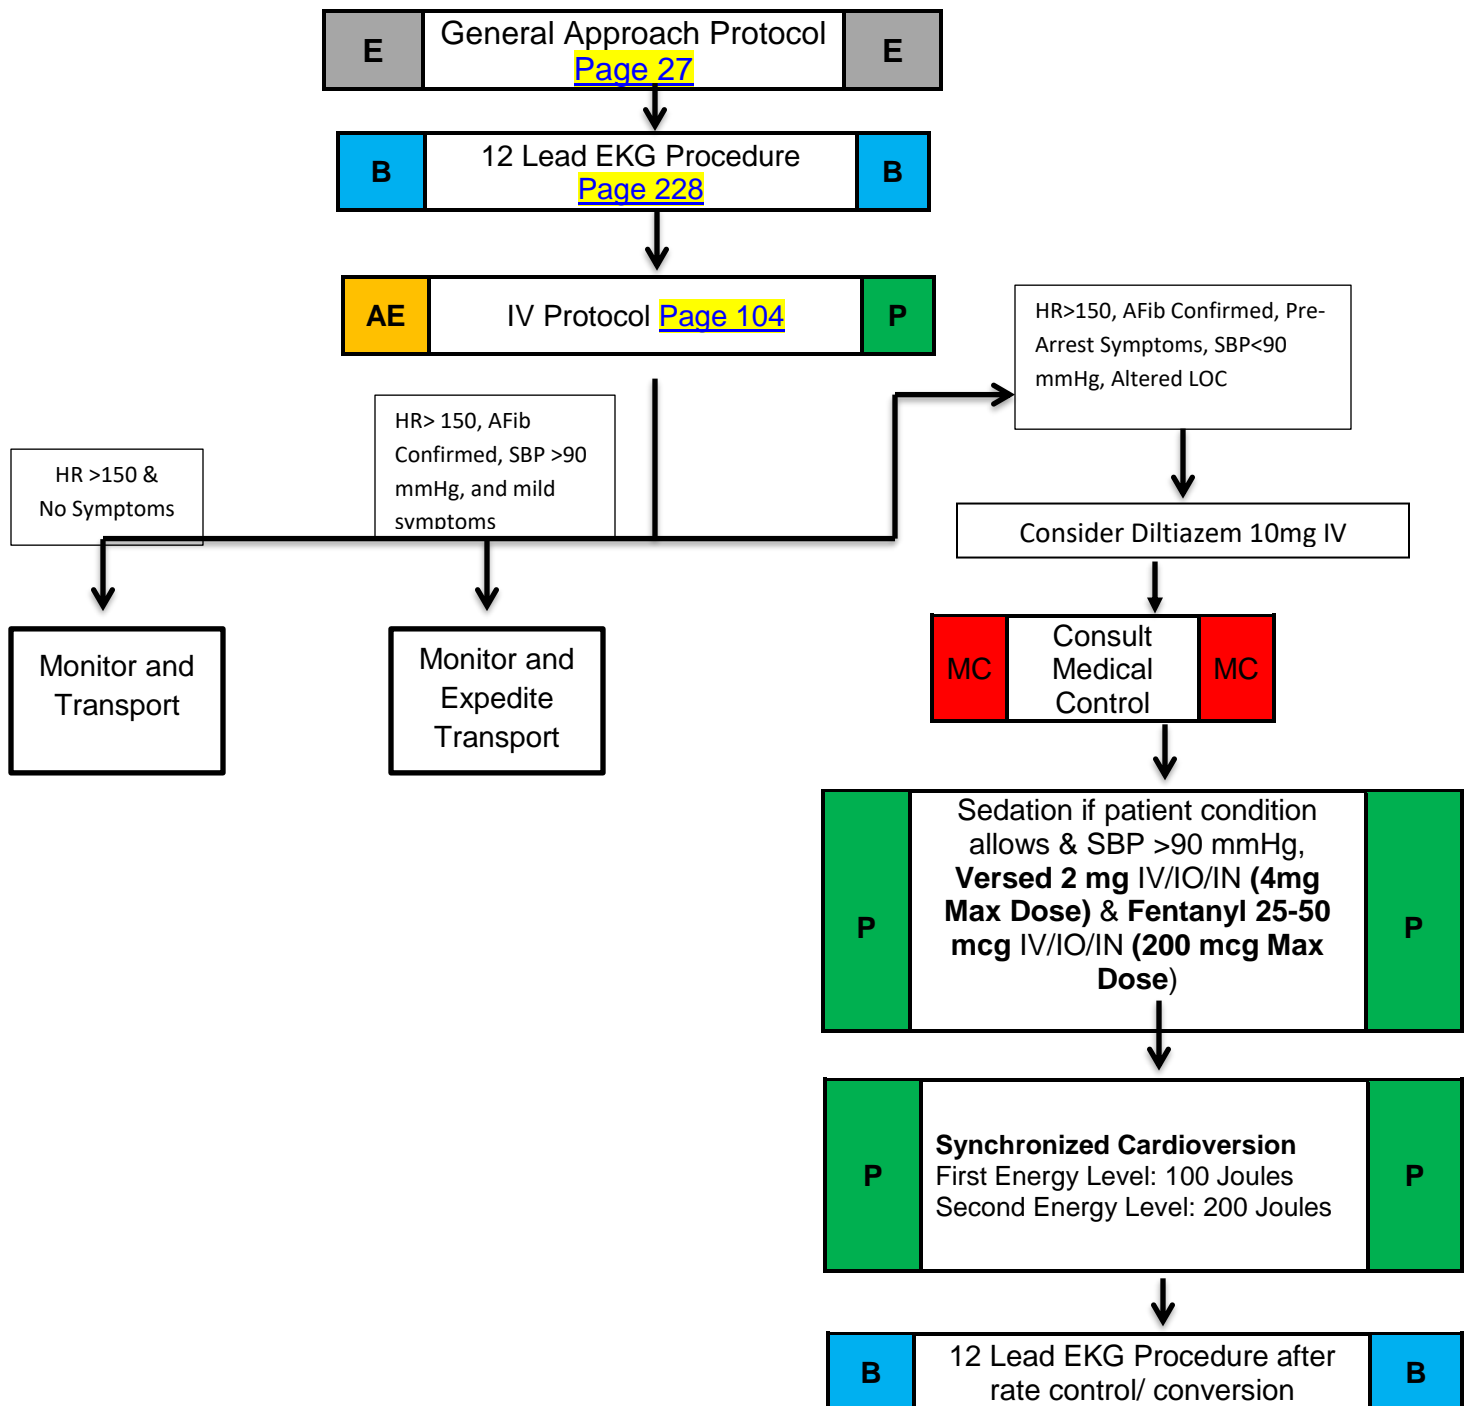 E
General Approach Protocol
Page 27
E
B
12 Lead EKG Procedure
Page 228
B
AE
IV Protocol Page 104
P
HR>150, AFib Confirmed, Pre-
Arrest Symptoms, SBP<90
mmHg, Altered LOC
HR> 150, AFib
Confirmed, SBP >90
mmHg, and mild
symptoms
HR >150 &
No Symptoms
Consider Diltiazem 10mg IV
Monitor and
Transport
Monitor and
Expedite
Transport
MC
Consult
Medical
Control
MC
P
Sedation if patient condition
allows & SBP >90 mmHg,
Versed 2 mg IV/IO/IN (4mg
Max Dose) & Fentanyl 25-50
mcg IV/IO/IN (200 mcg Max
Dose)
P
P
Synchronized Cardioversion
First Energy Level: 100 Joules
Second Energy Level: 200 Joules
P
B
12 Lead EKG Procedure after
rate control/ conversion
B